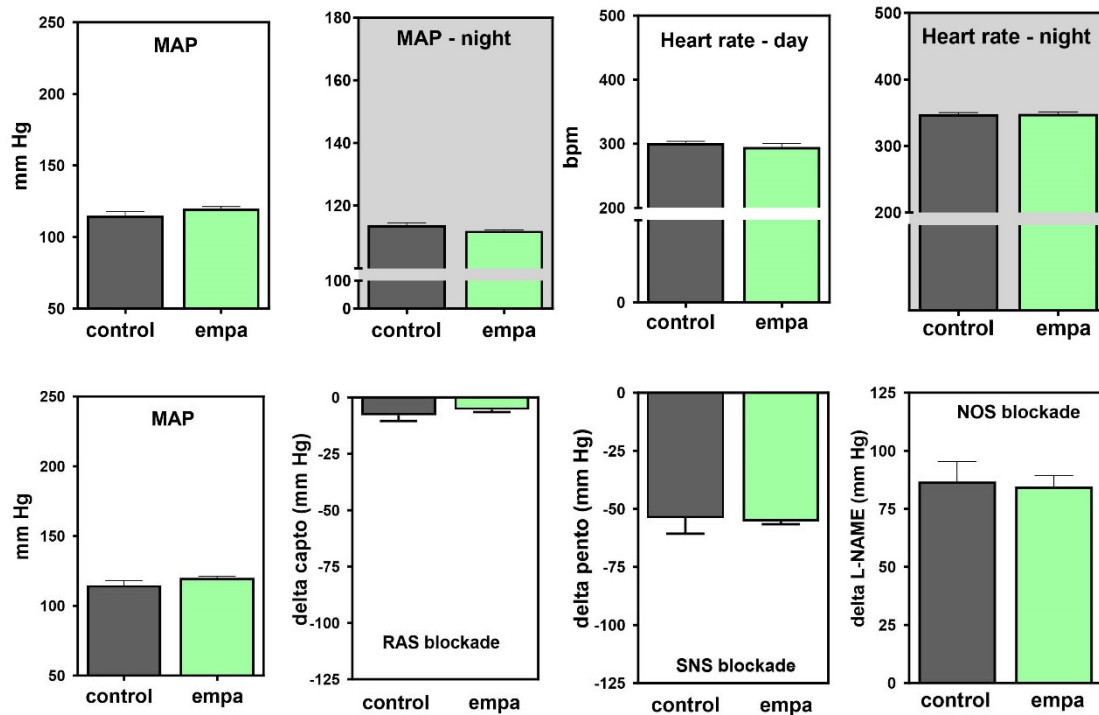 MAP
mm Hg
250
200
150
100
50
control
empa
MAP - night
180
160
140
120
100
0
control
empa
Heart rate - day
bpm
500
400
300
200
0
control
empa
Heart rate - night
500
400
300
200
control
empa
MAP
mm Hg
250
200
150
100
50
control
empa
delta capto (mm Hg)
0
-25
-50
-75
-100
-125
RAS blockade
control
empa
delta pento (mm Hg)
0
-25
-50
-75
-100
-125
SNS blockade
control
empa
delta L-NAME (mm Hg)
125
100
75
50
25
0
NOS blockade
control
empa